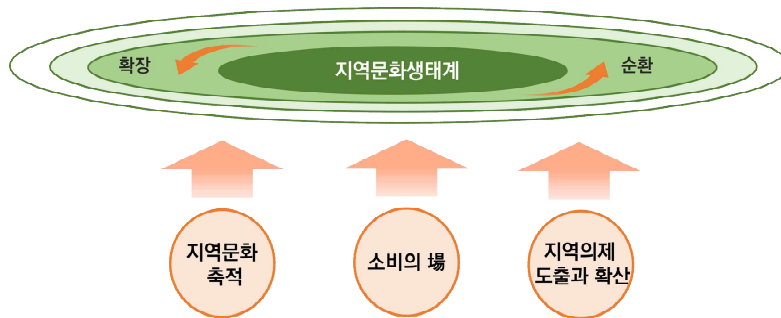 확장
지역문화생태계
순환
지역문화
축적
소비의 場
지역의제
도출과 확산